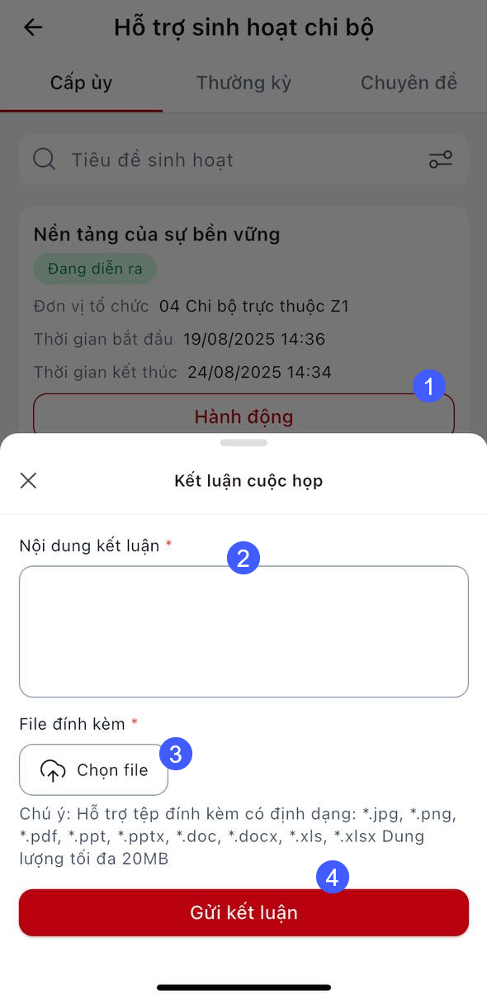 Hỗ trợ sinh hoạt chi bộ
Cấp ủy Thường kỳ Chuyên đề
Tiêu đề sinh hoạt
Nền tảng của sự bền vững
Đang diễn ra
Đơn vị tổ chức 04 Chi bộ trực thuộc Z1
Thời gian bắt đầu 19/08/2025 14:36
Thời gian kết thúc 24/08/2025 14:34
1
Hành động
Kết luận cuộc họp
Nội dung kết luận *
2
File đính kèm *
Chọn file
3
Chú ý: Hỗ trợ tệp đính kèm có định dạng: *.jpg, *.png,
*.pdf, *.ppt, *.pptx, *.doc, *.docx, *.xls, *.xlsx Dung
lượng tối đa 20MB
4
Gửi kết luận